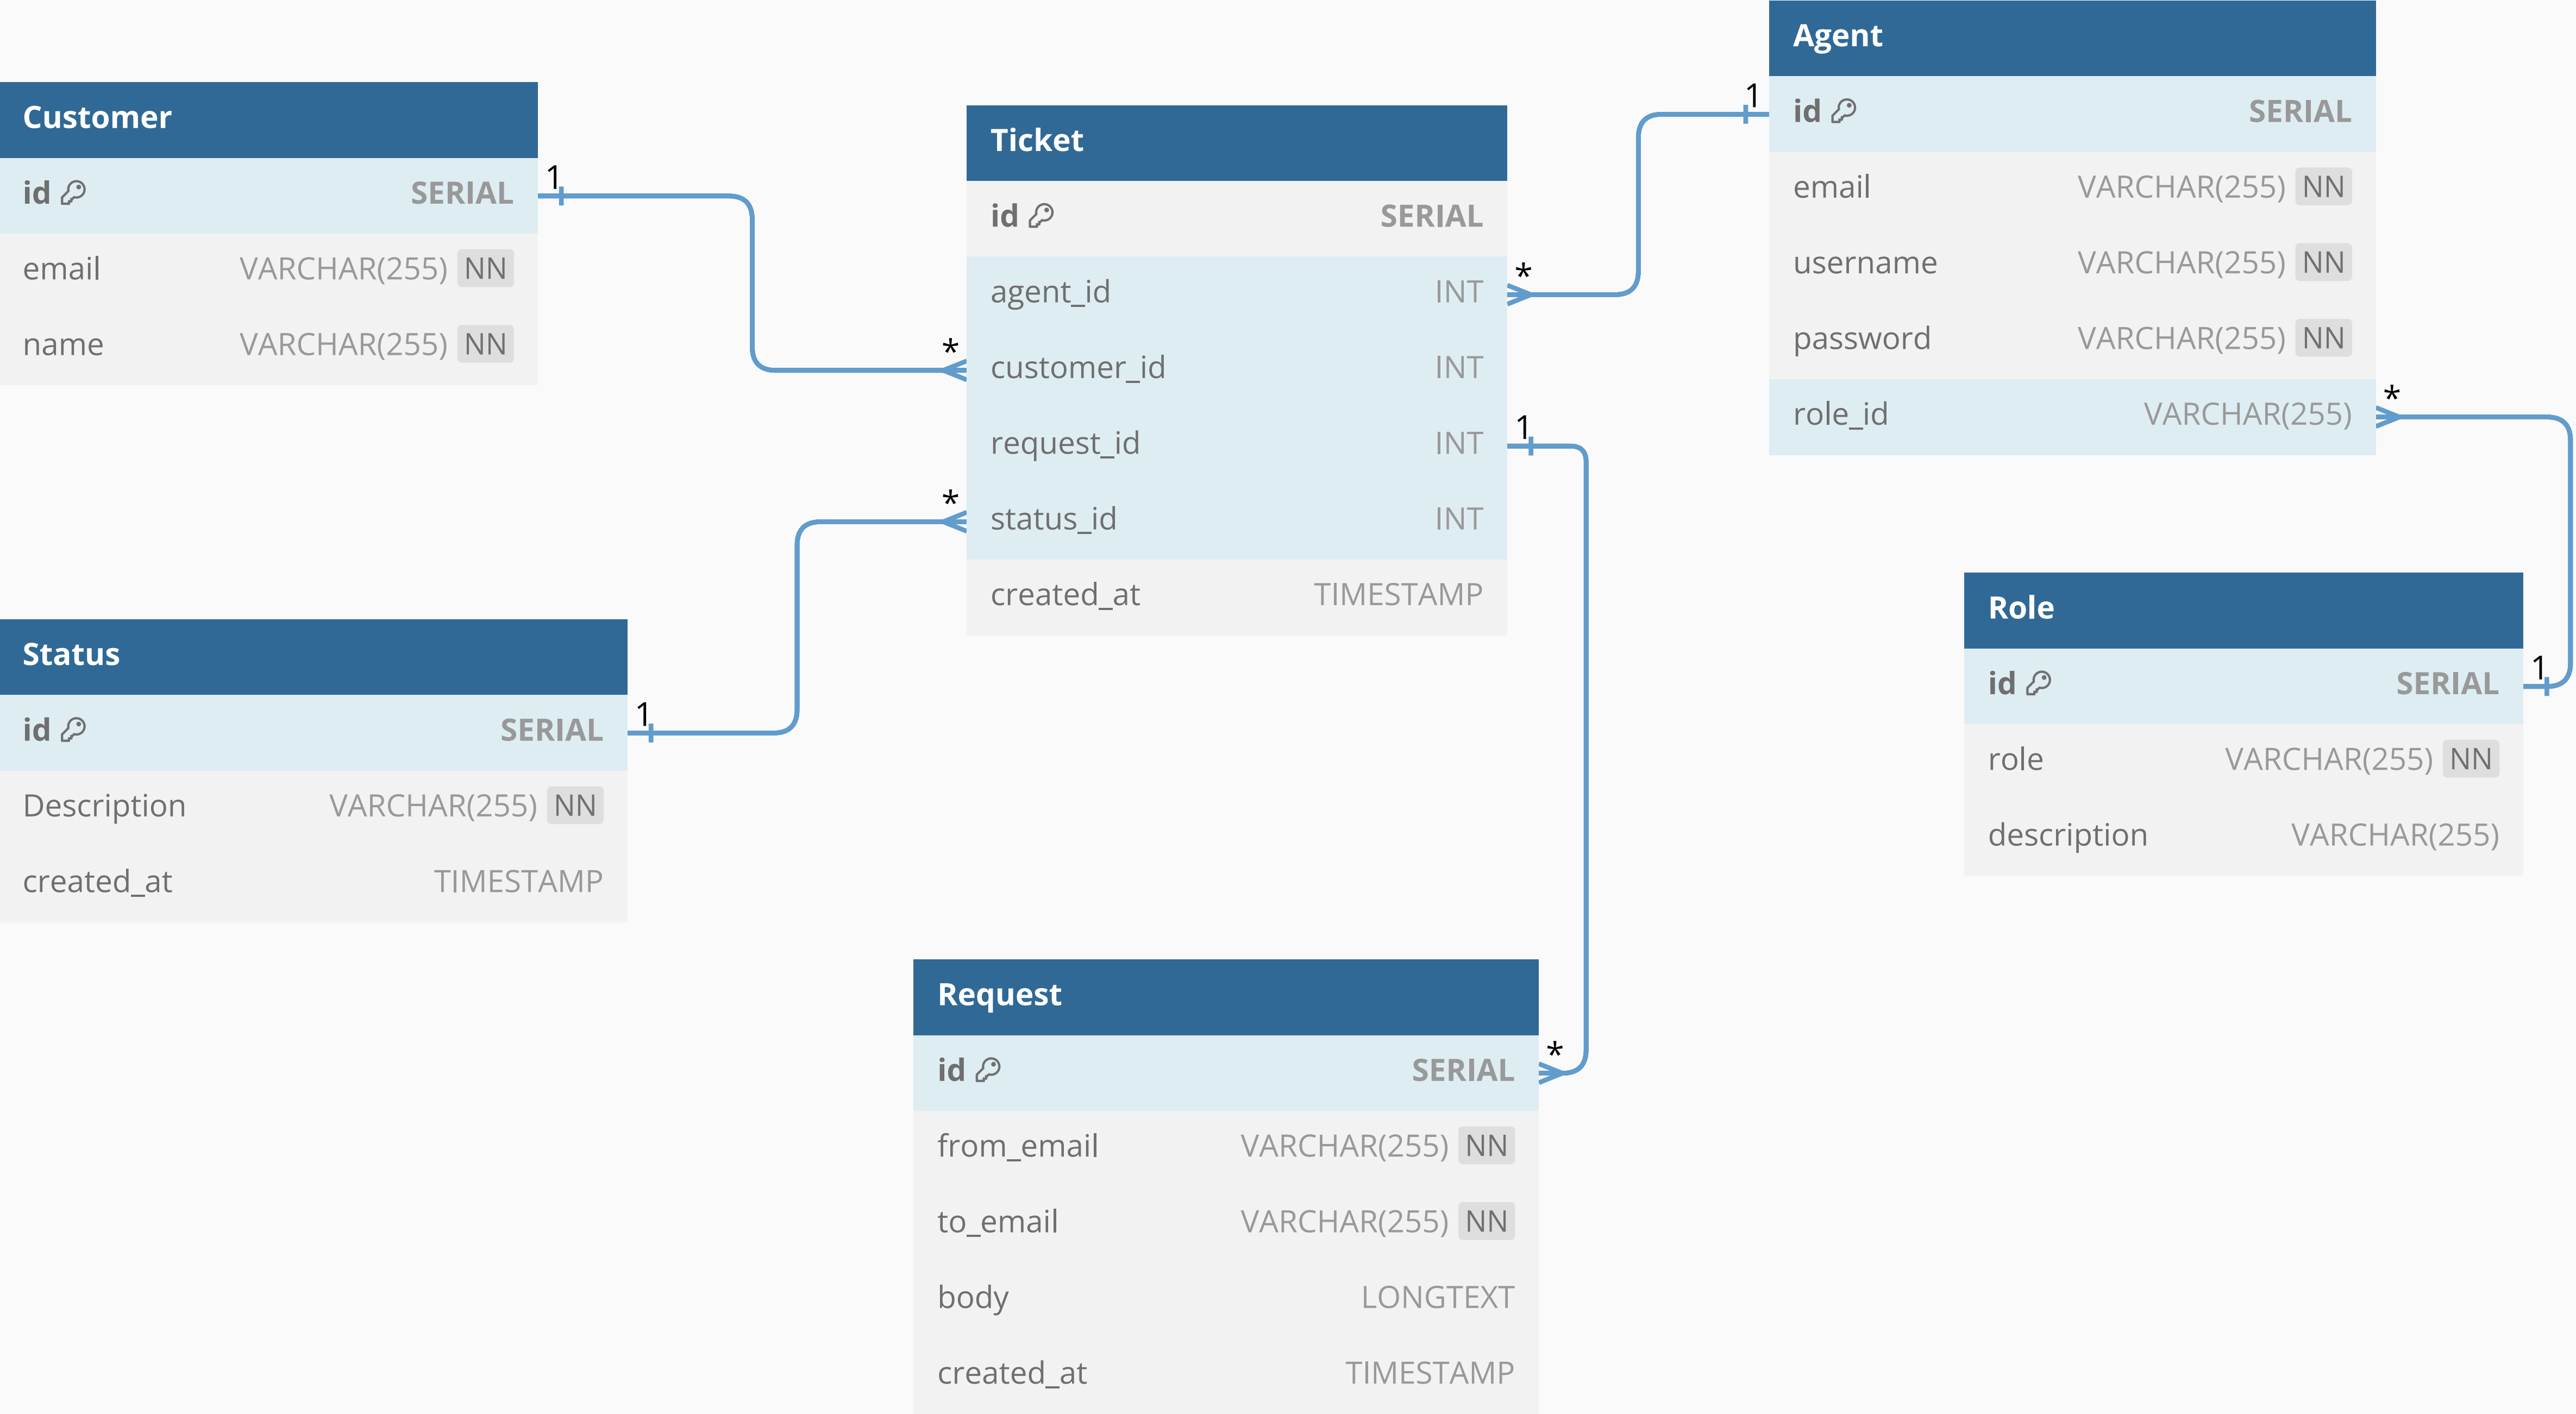 Customer
id SERIAL
email VARCHAR(255) NN
name VARCHAR(255) NN
1
*
Ticket
id SERIAL
agent_id INT
customer_id INT
request_id INT
status_id INT
created_at TIMESTAMP
*
1
*
1
Agent
id SERIAL
email VARCHAR(255) NN
username VARCHAR(255) NN
password VARCHAR(255) NN
role_id VARCHAR(255)
*
1
Role
id SERIAL
role VARCHAR(255) NN
description VARCHAR(255)
Status
id SERIAL
Description VARCHAR(255) NN
created_at TIMESTAMP
1
*
Request
id SERIAL
from_email VARCHAR(255) NN
to_email VARCHAR(255) NN
body LONGTEXT
created_at TIMESTAMP
*